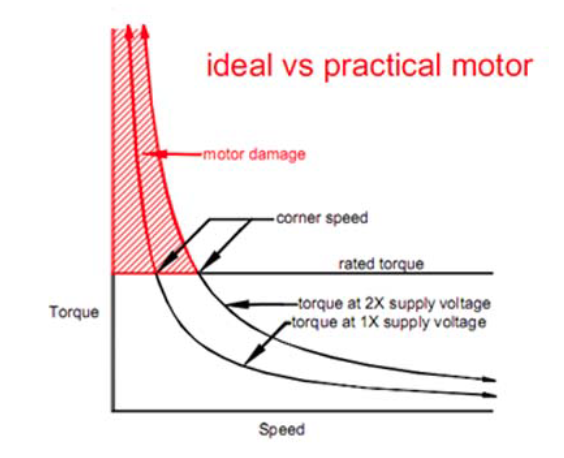 ideal vs practical motor
motor damage
corner speed
rated torque
torque at 2X supply voltage
torque at 1X supply voltage
Torque
Speed